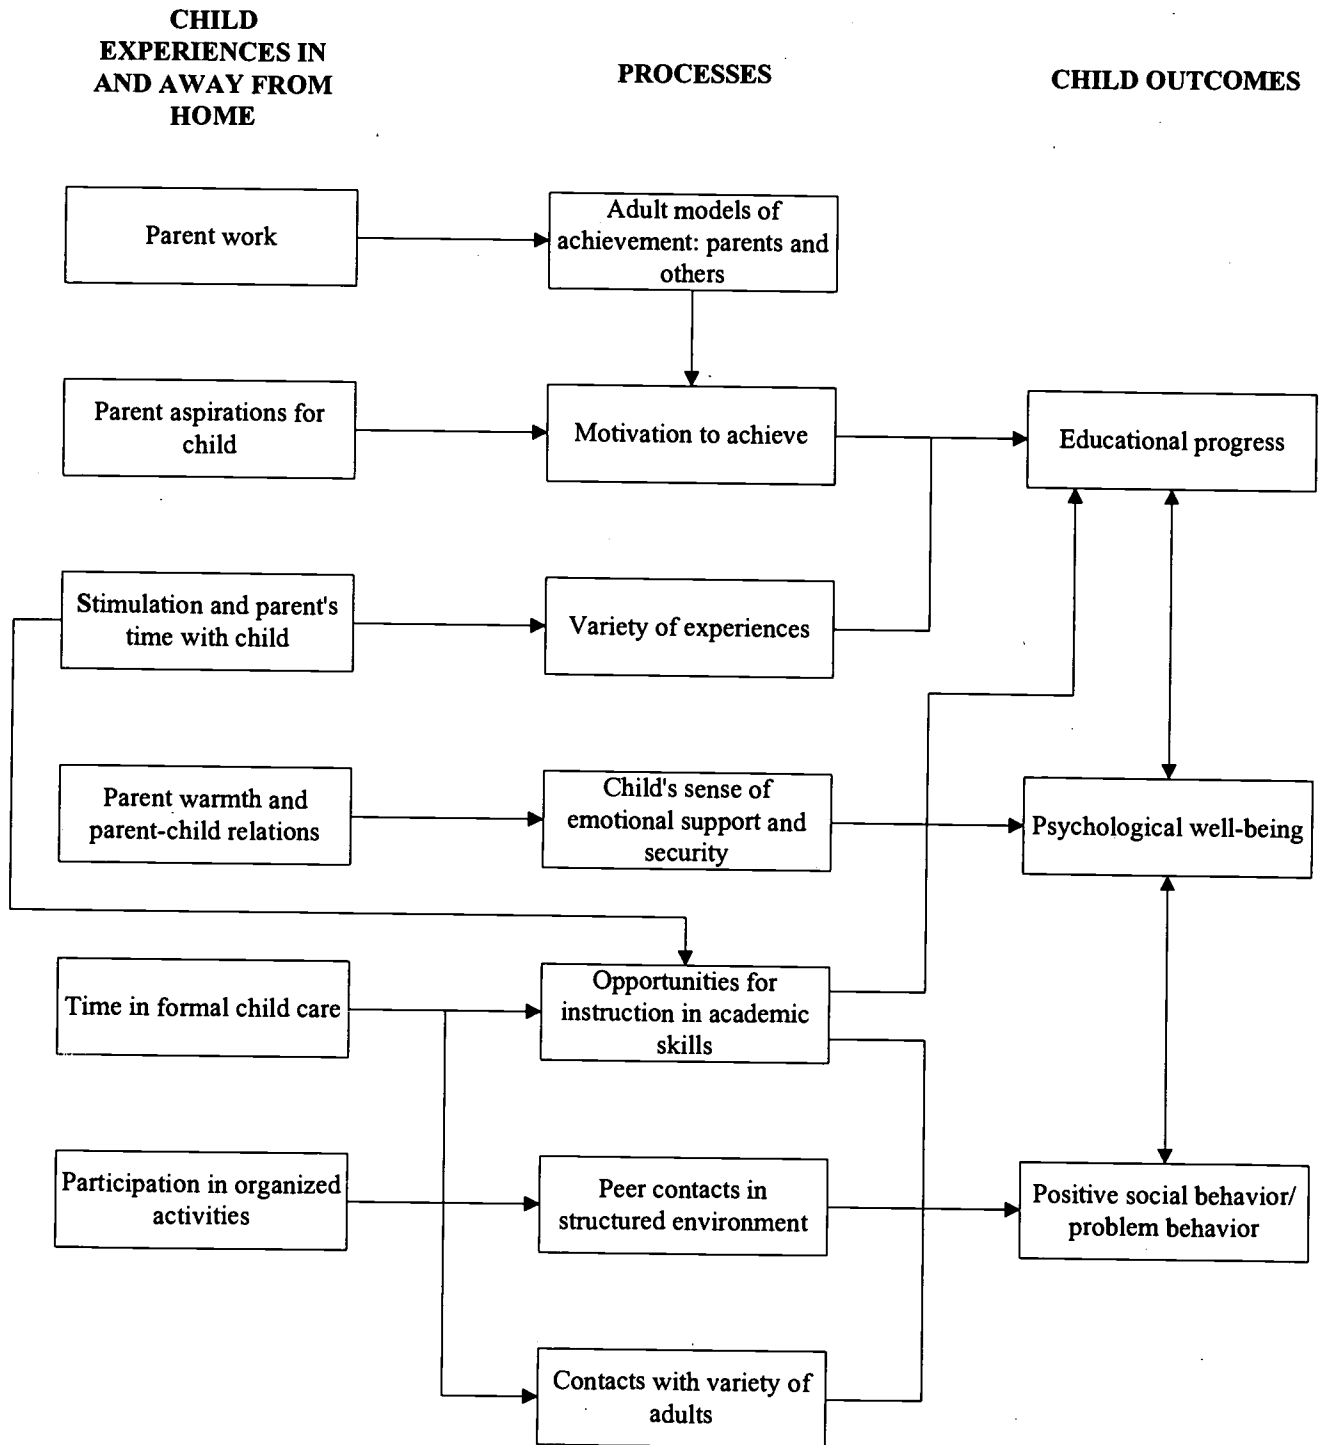 CHILD
EXPERIENCES IN
AND AWAY FROM
HOME
PROCESSES
CHILD OUTCOMES
Parent work
Adult models of
achievement: parents and
others
Parent aspirations for
child
Motivation to achieve
Educational progress
Stimulation and parent's
time with child
Variety of experiences
Parent warmth and
parent-child relations
Child's sense of
emotional support and
security
Psychological well-being
Time in formal child care
Opportunities for
instruction in academic
skills
Participation in organized
activities
Peer contacts in
structured environment
Positive social behavior/
problem behavior
Contacts with variety of
adults